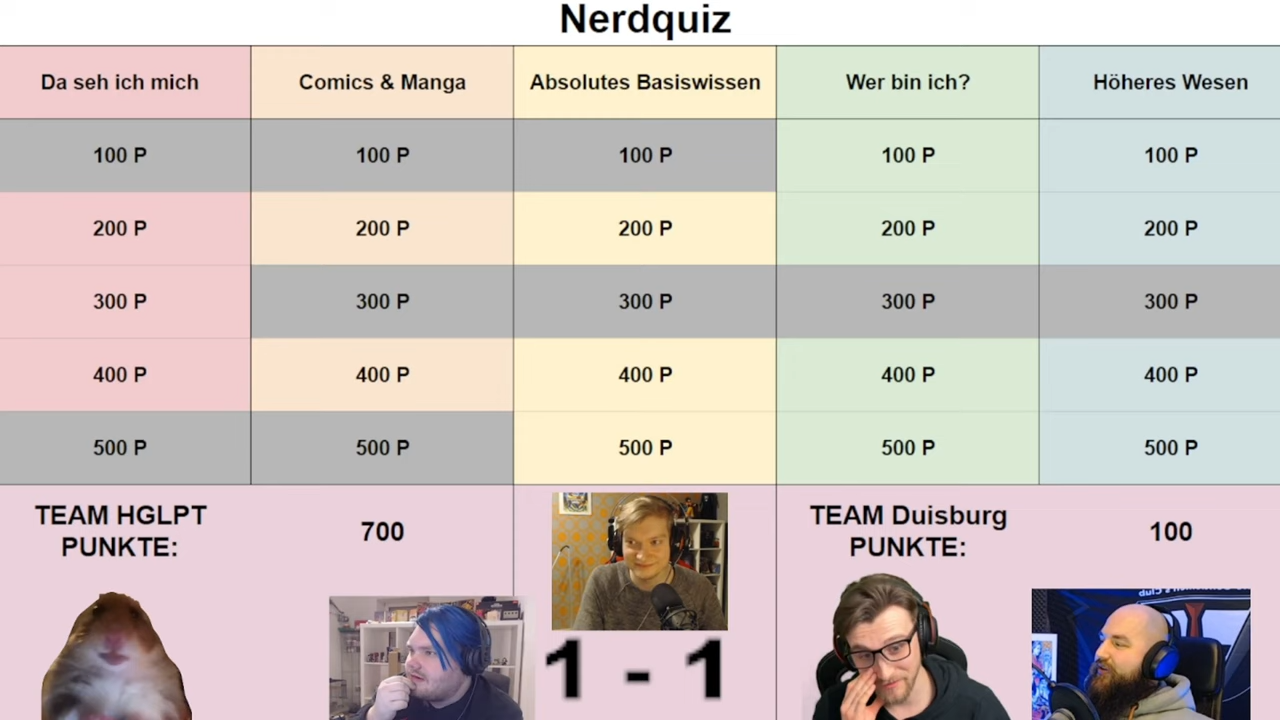 Nerdquiz
Da seh ich mich Comics & Manga Absolutes Basiswissen Wer bin ich? Höheres Wesen
100 P 100 P 100 P 100 P 100 P
200 P 200 P 200 P 200 P 200 P
300 P 300 P 300 P 300 P 300 P
400 P 400 P 400 P 400 P 400 P
500 P 500 P 500 P 500 P 500 P
TEAM HGLPT
PUNKTE:
700
TEAM Duisburg
PUNKTE:
100
1 - 1